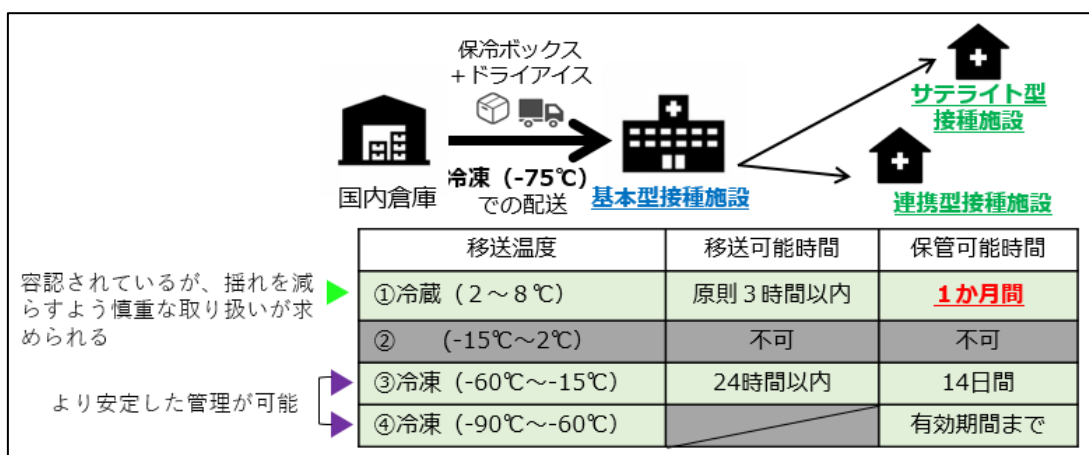 保冷ボックス
＋ドライアイス
国内倉庫
冷凍（-75℃）
での配送
基本型接種施設
サテライト型
接種施設
連携型接種施設
移送温度 移送可能時間 保管可能時間
容認されているが、揺れを減
らすよう慎重な取り扱いが求
められる
①冷蔵（２～８℃） 原則３時間以内 １か月間
② (-15℃～2℃) 不可 不可
③冷凍（-60℃～-15℃） 24時間以内 14日間
より安定した管理が可能
④冷凍（-90℃～-60℃） 有効期間まで